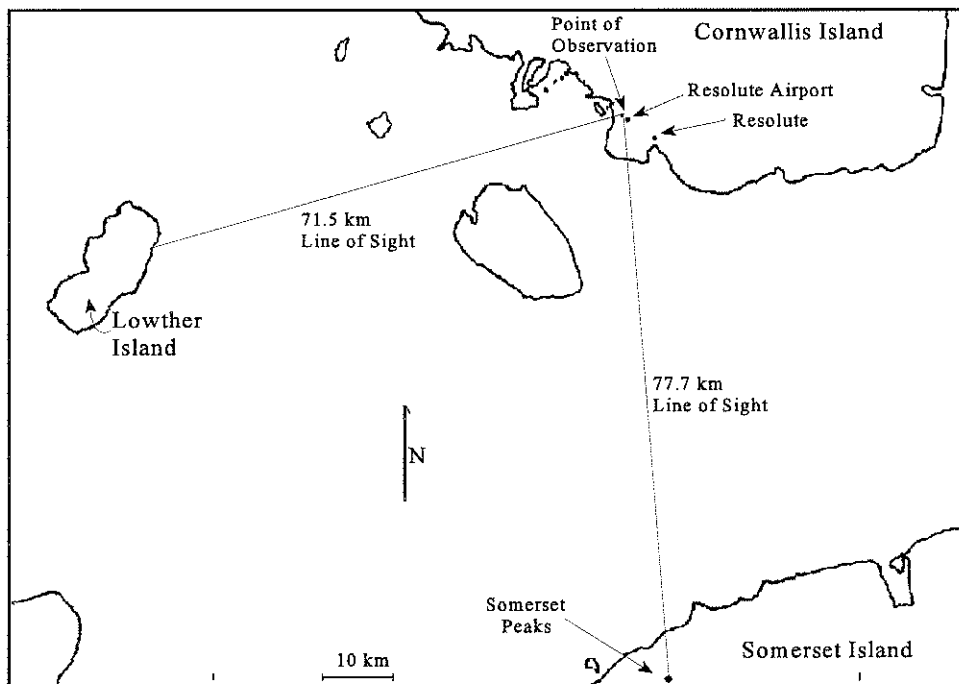 Point of
Observation
Cornwallis Island
Resolute Airport
Resolute
71.5 km
Line of Sight
Lowther
Island
77.7 km
Line of Sight
N
Somerset
Peaks
10 km
Somerset Island